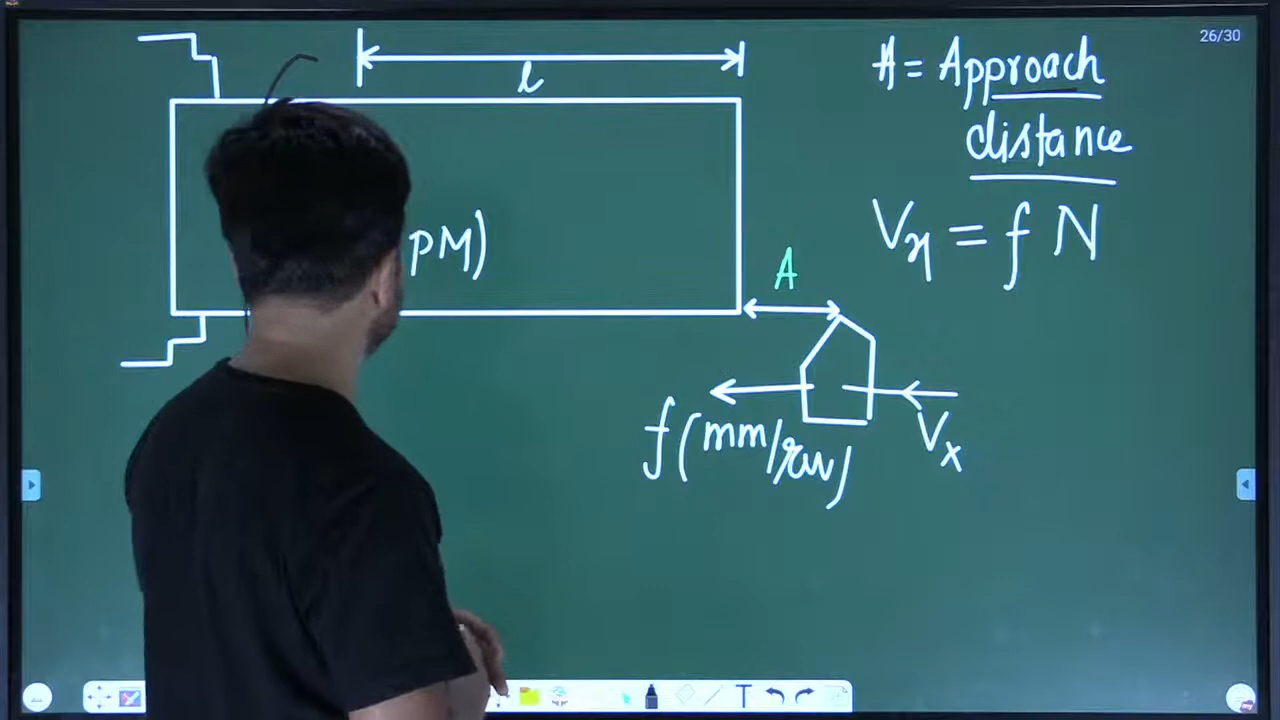 26/30
l
A = Approach
distance
Vx = f N
PM)
A
f (mm/rev)
Vx
T